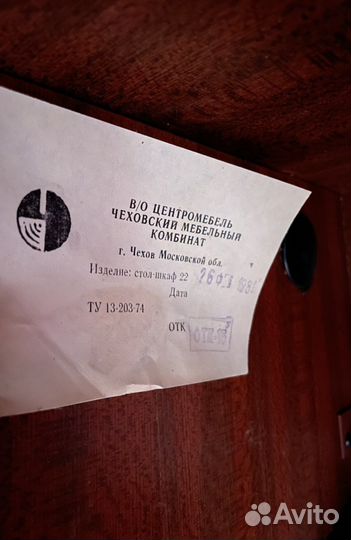 В/О ЦЕНТРОМЕБЕЛЬ
ЧЕХОВСКИЙ МЕБЕЛЬНЫЙ
КОМБИНАТ
г. Чехов Московской обл.
Изделие: стол-шкаф 22
Дата
ТУ 13-203-74
ОТК
Avito